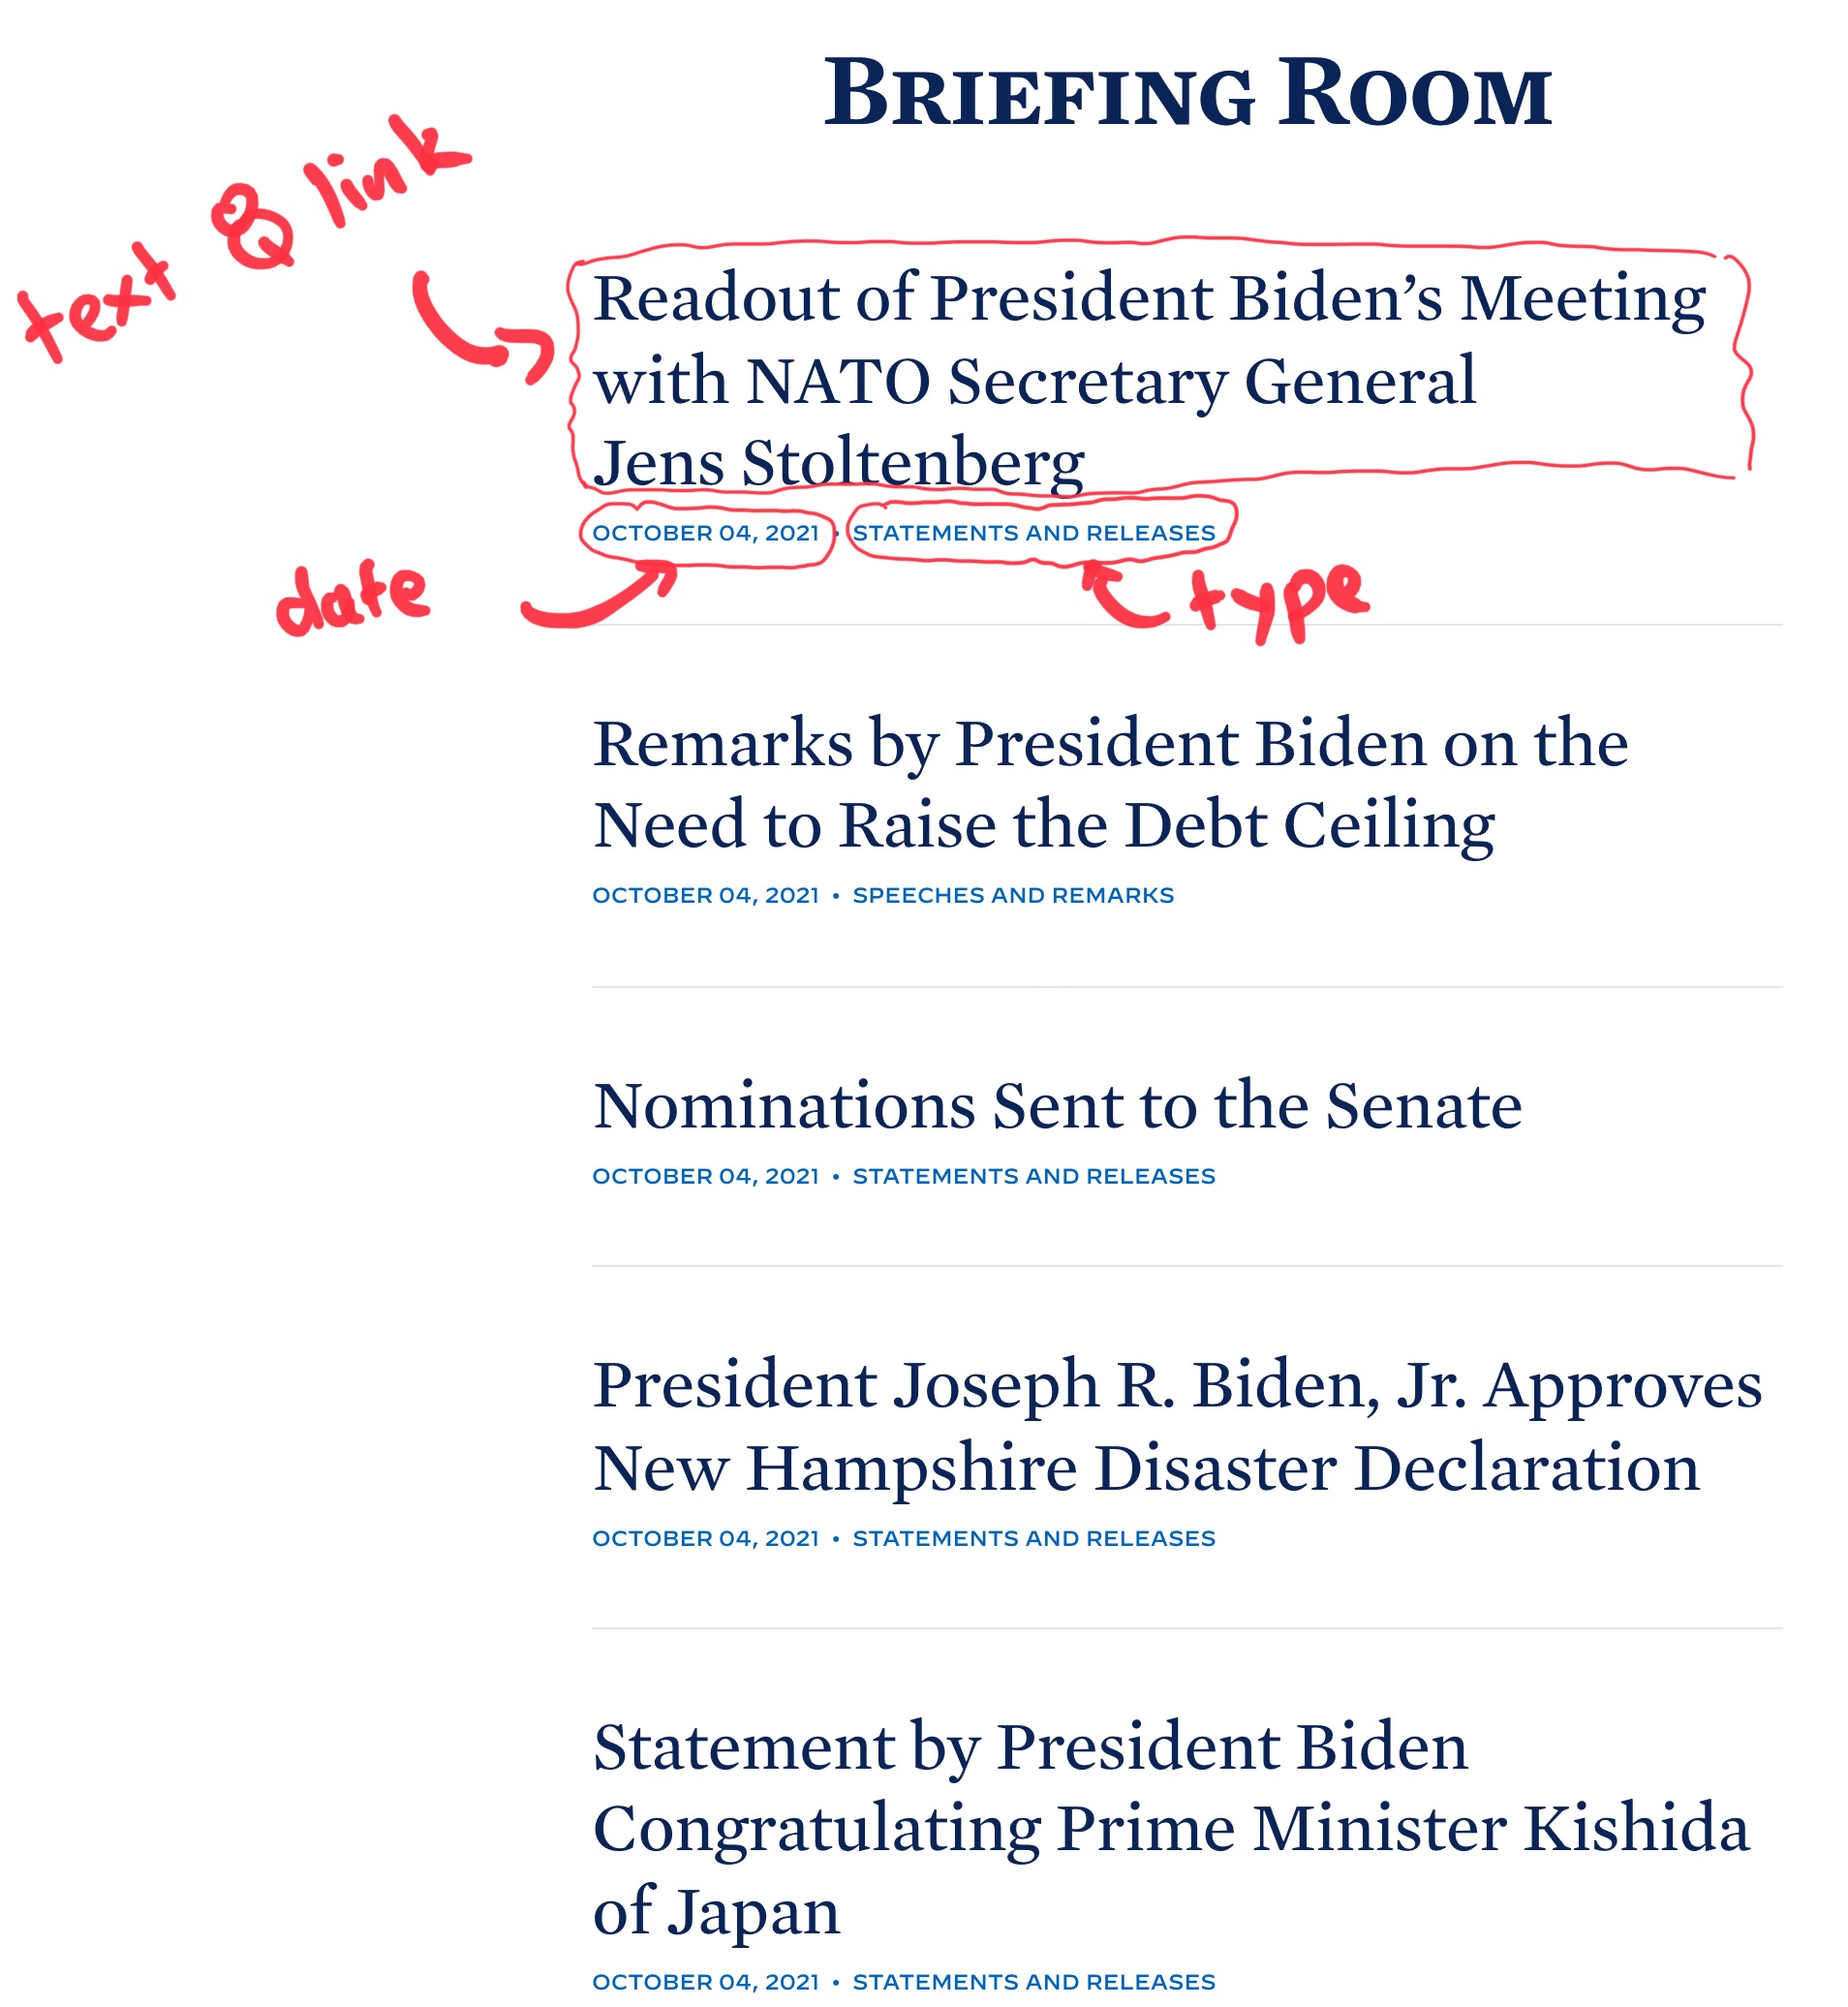 BRIEFING ROOM
text & link
Readout of President Biden’s Meeting
with NATO Secretary General
Jens Stoltenberg
OCTOBER 04, 2021 • STATEMENTS AND RELEASES
date
type
Remarks by President Biden on the
Need to Raise the Debt Ceiling
OCTOBER 04, 2021 • SPEECHES AND REMARKS
Nominations Sent to the Senate
OCTOBER 04, 2021 • STATEMENTS AND RELEASES
President Joseph R. Biden, Jr. Approves
New Hampshire Disaster Declaration
OCTOBER 04, 2021 • STATEMENTS AND RELEASES
Statement by President Biden
Congratulating Prime Minister Kishida
of Japan
OCTOBER 04, 2021 • STATEMENTS AND RELEASES